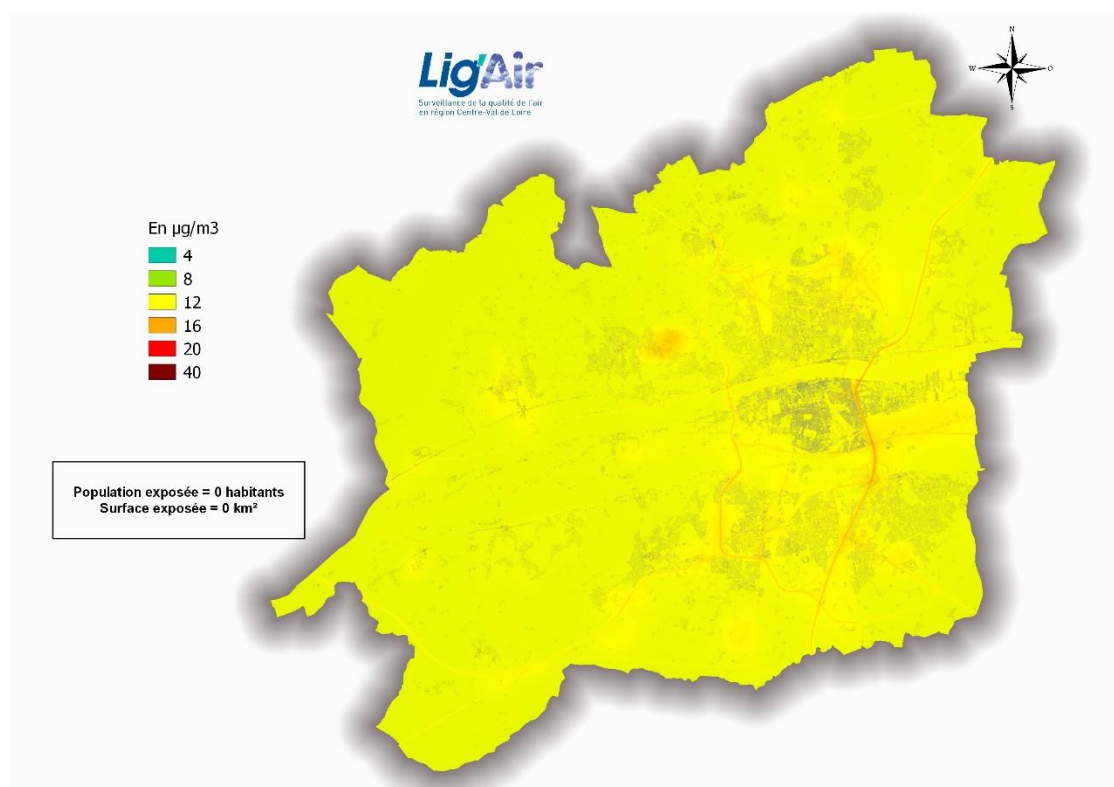 Lig'Air
Surveillance de la qualité de l'air
en région Centre-Val de Loire
N
W
O
S
En µg/m3
4
8
12
16
20
40
Population exposée = 0 habitants
Surface exposée = 0 km²